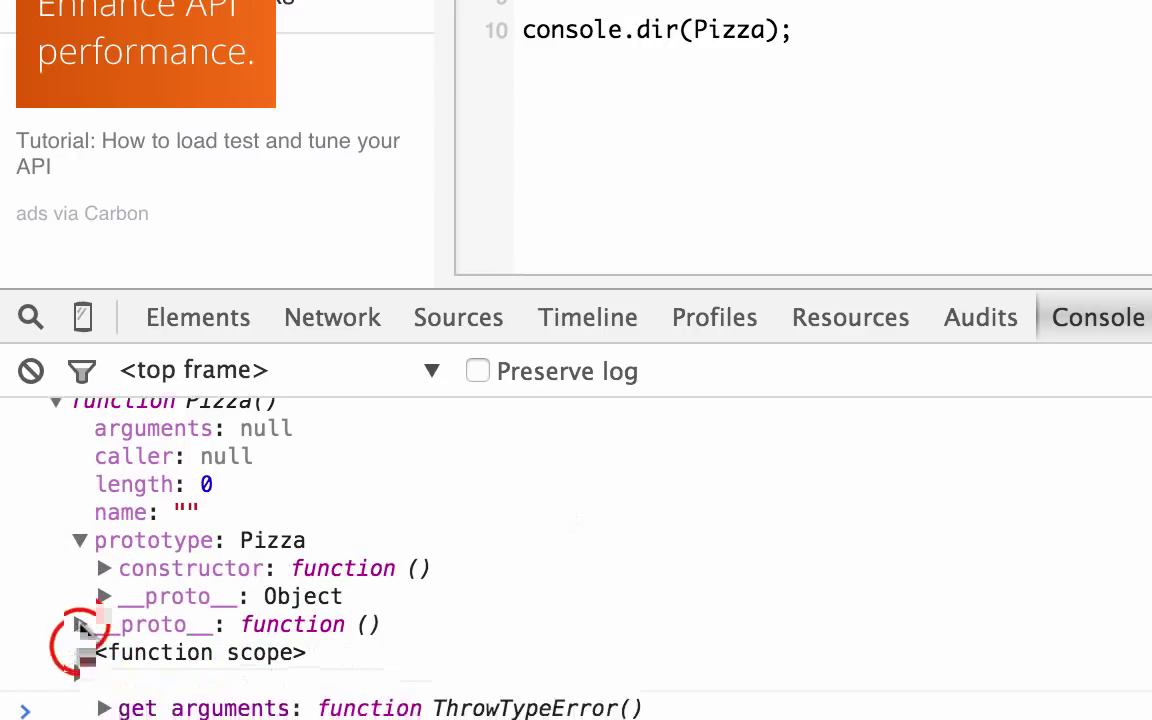 Enhance API
performance.
Tutorial: How to load test and tune your
API
ads via Carbon
10 console.dir(Pizza);
Elements Network Sources Timeline Profiles Resources Audits Console
<top frame> ▼ Preserve log
▼ function Pizza()
arguments: null
caller: null
length: 0
name: ""
▼ prototype: Pizza
▶ constructor: function ()
▶ __proto__: Object
▶ __proto__: function ()
<function scope>
▶ get arguments: function ThrowTypeError()
>